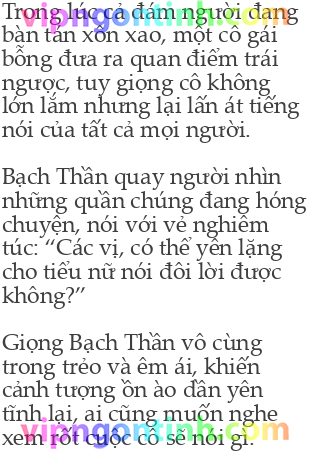 Trong lúc cả đám người đang
bàn tán xôn xao, một cô gái
bỗng đưa ra quan điểm trái
ngược, tuy giọng cô không
lớn lắm nhưng lại lấn át tiếng
nói của tất cả mọi người.
Bạch Thần quay người nhìn
những quần chúng đang hóng
chuyện, nói với vẻ nghiêm
túc: “Các vị, có thể yên lặng
cho tiểu nữ nói đôi lời được
không?”
Giọng Bạch Thần vô cùng
trong trẻo và êm ái, khiến
cảnh tượng ồn ào dần yên
tĩnh lại, ai cũng muốn nghe
xem rốt cuộc cô sẽ nói gì.
vipngontinh.com
vipngontinh.com